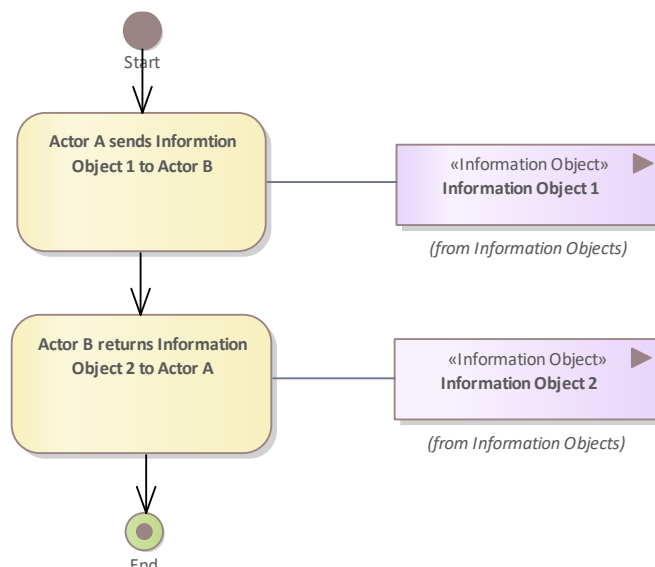 Start
Actor A sends Informtion
Object 1 to Actor B
«Information Object»
Information Object 1
(from Information Objects)
Actor B returns Information
Object 2 to Actor A
«Information Object»
Information Object 2
(from Information Objects)
End